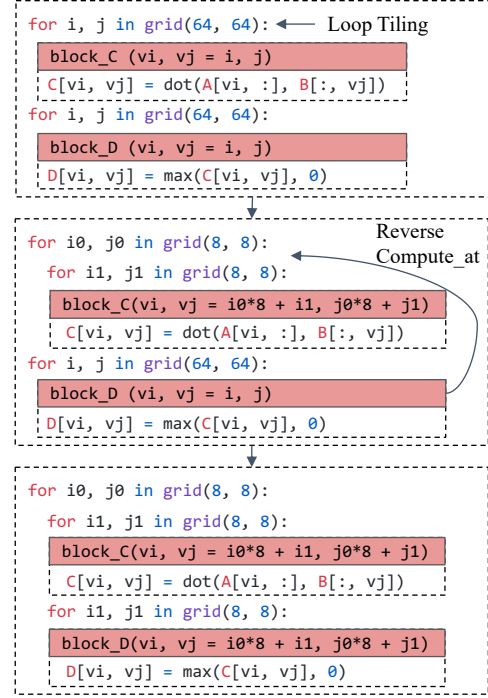 for i, j in grid(64, 64): Loop Tiling
block_C (vi, vj = i, j)
C[vi, vj] = dot(A[vi, :], B[:, vj])
for i, j in grid(64, 64):
block_D (vi, vj = i, j)
D[vi, vj] = max(C[vi, vj], 0)
Reverse
Compute_at
for i0, j0 in grid(8, 8):
for i1, j1 in grid(8, 8):
block_C(vi, vj = i0*8 + i1, j0*8 + j1)
C[vi, vj] = dot(A[vi, :], B[:, vj])
for i, j in grid(64, 64):
block_D (vi, vj = i, j)
D[vi, vj] = max(C[vi, vj], 0)
for i0, j0 in grid(8, 8):
for i1, j1 in grid(8, 8):
block_C(vi, vj = i0*8 + i1, j0*8 + j1)
C[vi, vj] = dot(A[vi, :], B[:, vj])
for i1, j1 in grid(8, 8):
block_D(vi, vj = i0*8 + i1, j0*8 + j1)
D[vi, vj] = max(C[vi, vj], 0)